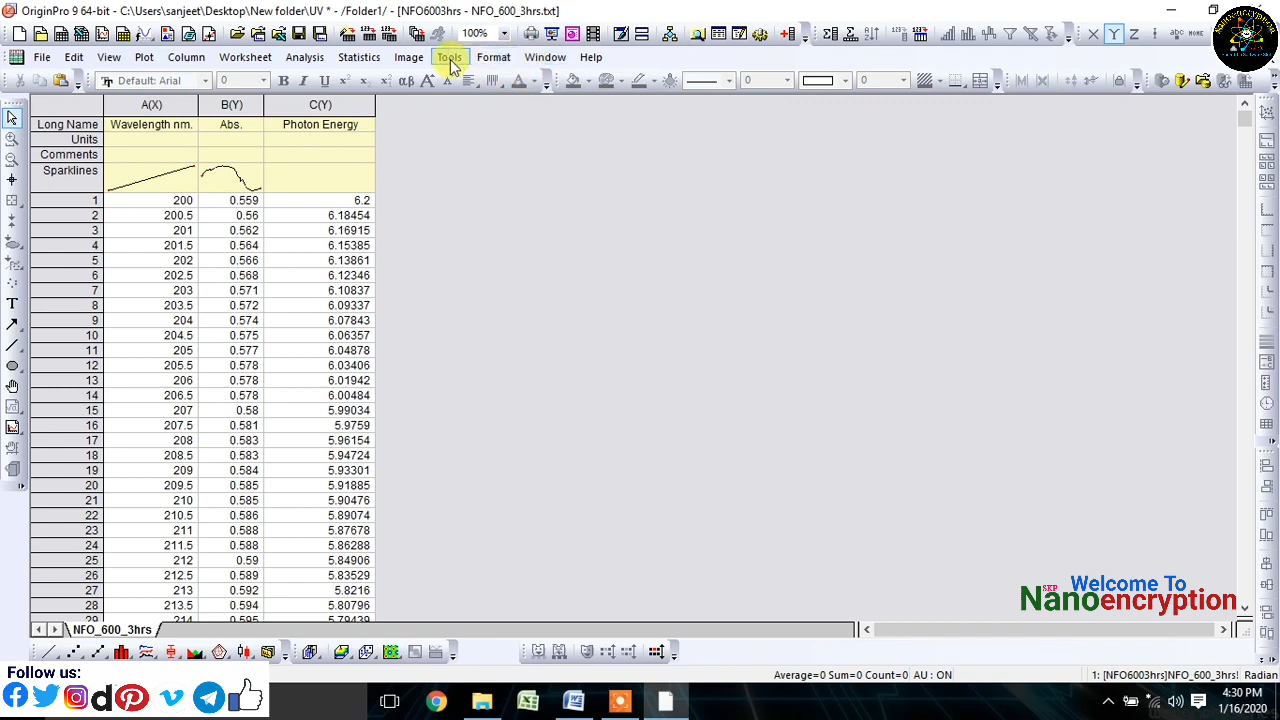 OriginPro 9 64-bit - C:\Users\sanjeet\Desktop\New folder\UV * - /Folder1/ - [NFO6003hrs - NFO_600_3hrs.txt]
100%
File Edit View Plot Column Worksheet Analysis Statistics Image Tools Format Window Help
Default: Arial 0 B I U αβ A A A 0 0
A(X) B(Y) C(Y)
Long Name Wavelength nm. Abs. Photon Energy
Units
Comments
Sparklines
1 200 0.559 6.2
2 200.5 0.56 6.18454
3 201 0.562 6.16915
4 201.5 0.564 6.15385
5 202 0.566 6.13861
6 202.5 0.568 6.12346
7 203 0.571 6.10837
8 203.5 0.572 6.09337
9 204 0.574 6.07843
10 204.5 0.575 6.06357
11 205 0.577 6.04878
12 205.5 0.578 6.03406
13 206 0.578 6.01942
14 206.5 0.578 6.00484
15 207 0.58 5.99034
16 207.5 0.581 5.9759
17 208 0.583 5.96154
18 208.5 0.583 5.94724
19 209 0.584 5.93301
20 209.5 0.585 5.91885
21 210 0.585 5.90476
22 210.5 0.586 5.89074
23 211 0.588 5.87678
24 211.5 0.588 5.86288
25 212 0.59 5.84906
26 212.5 0.589 5.83529
27 213 0.592 5.8216
28 213.5 0.594 5.80796
29 214 0.595 5.79439
SKP Welcome To
Nanoencryption
NFO_600_3hrs
Average=0 Sum=0 Count=0 AU : ON 1: [NFO6003hrs]NFO_600_3hrs! Radian
Follow us:
4:30 PM
1/16/2020